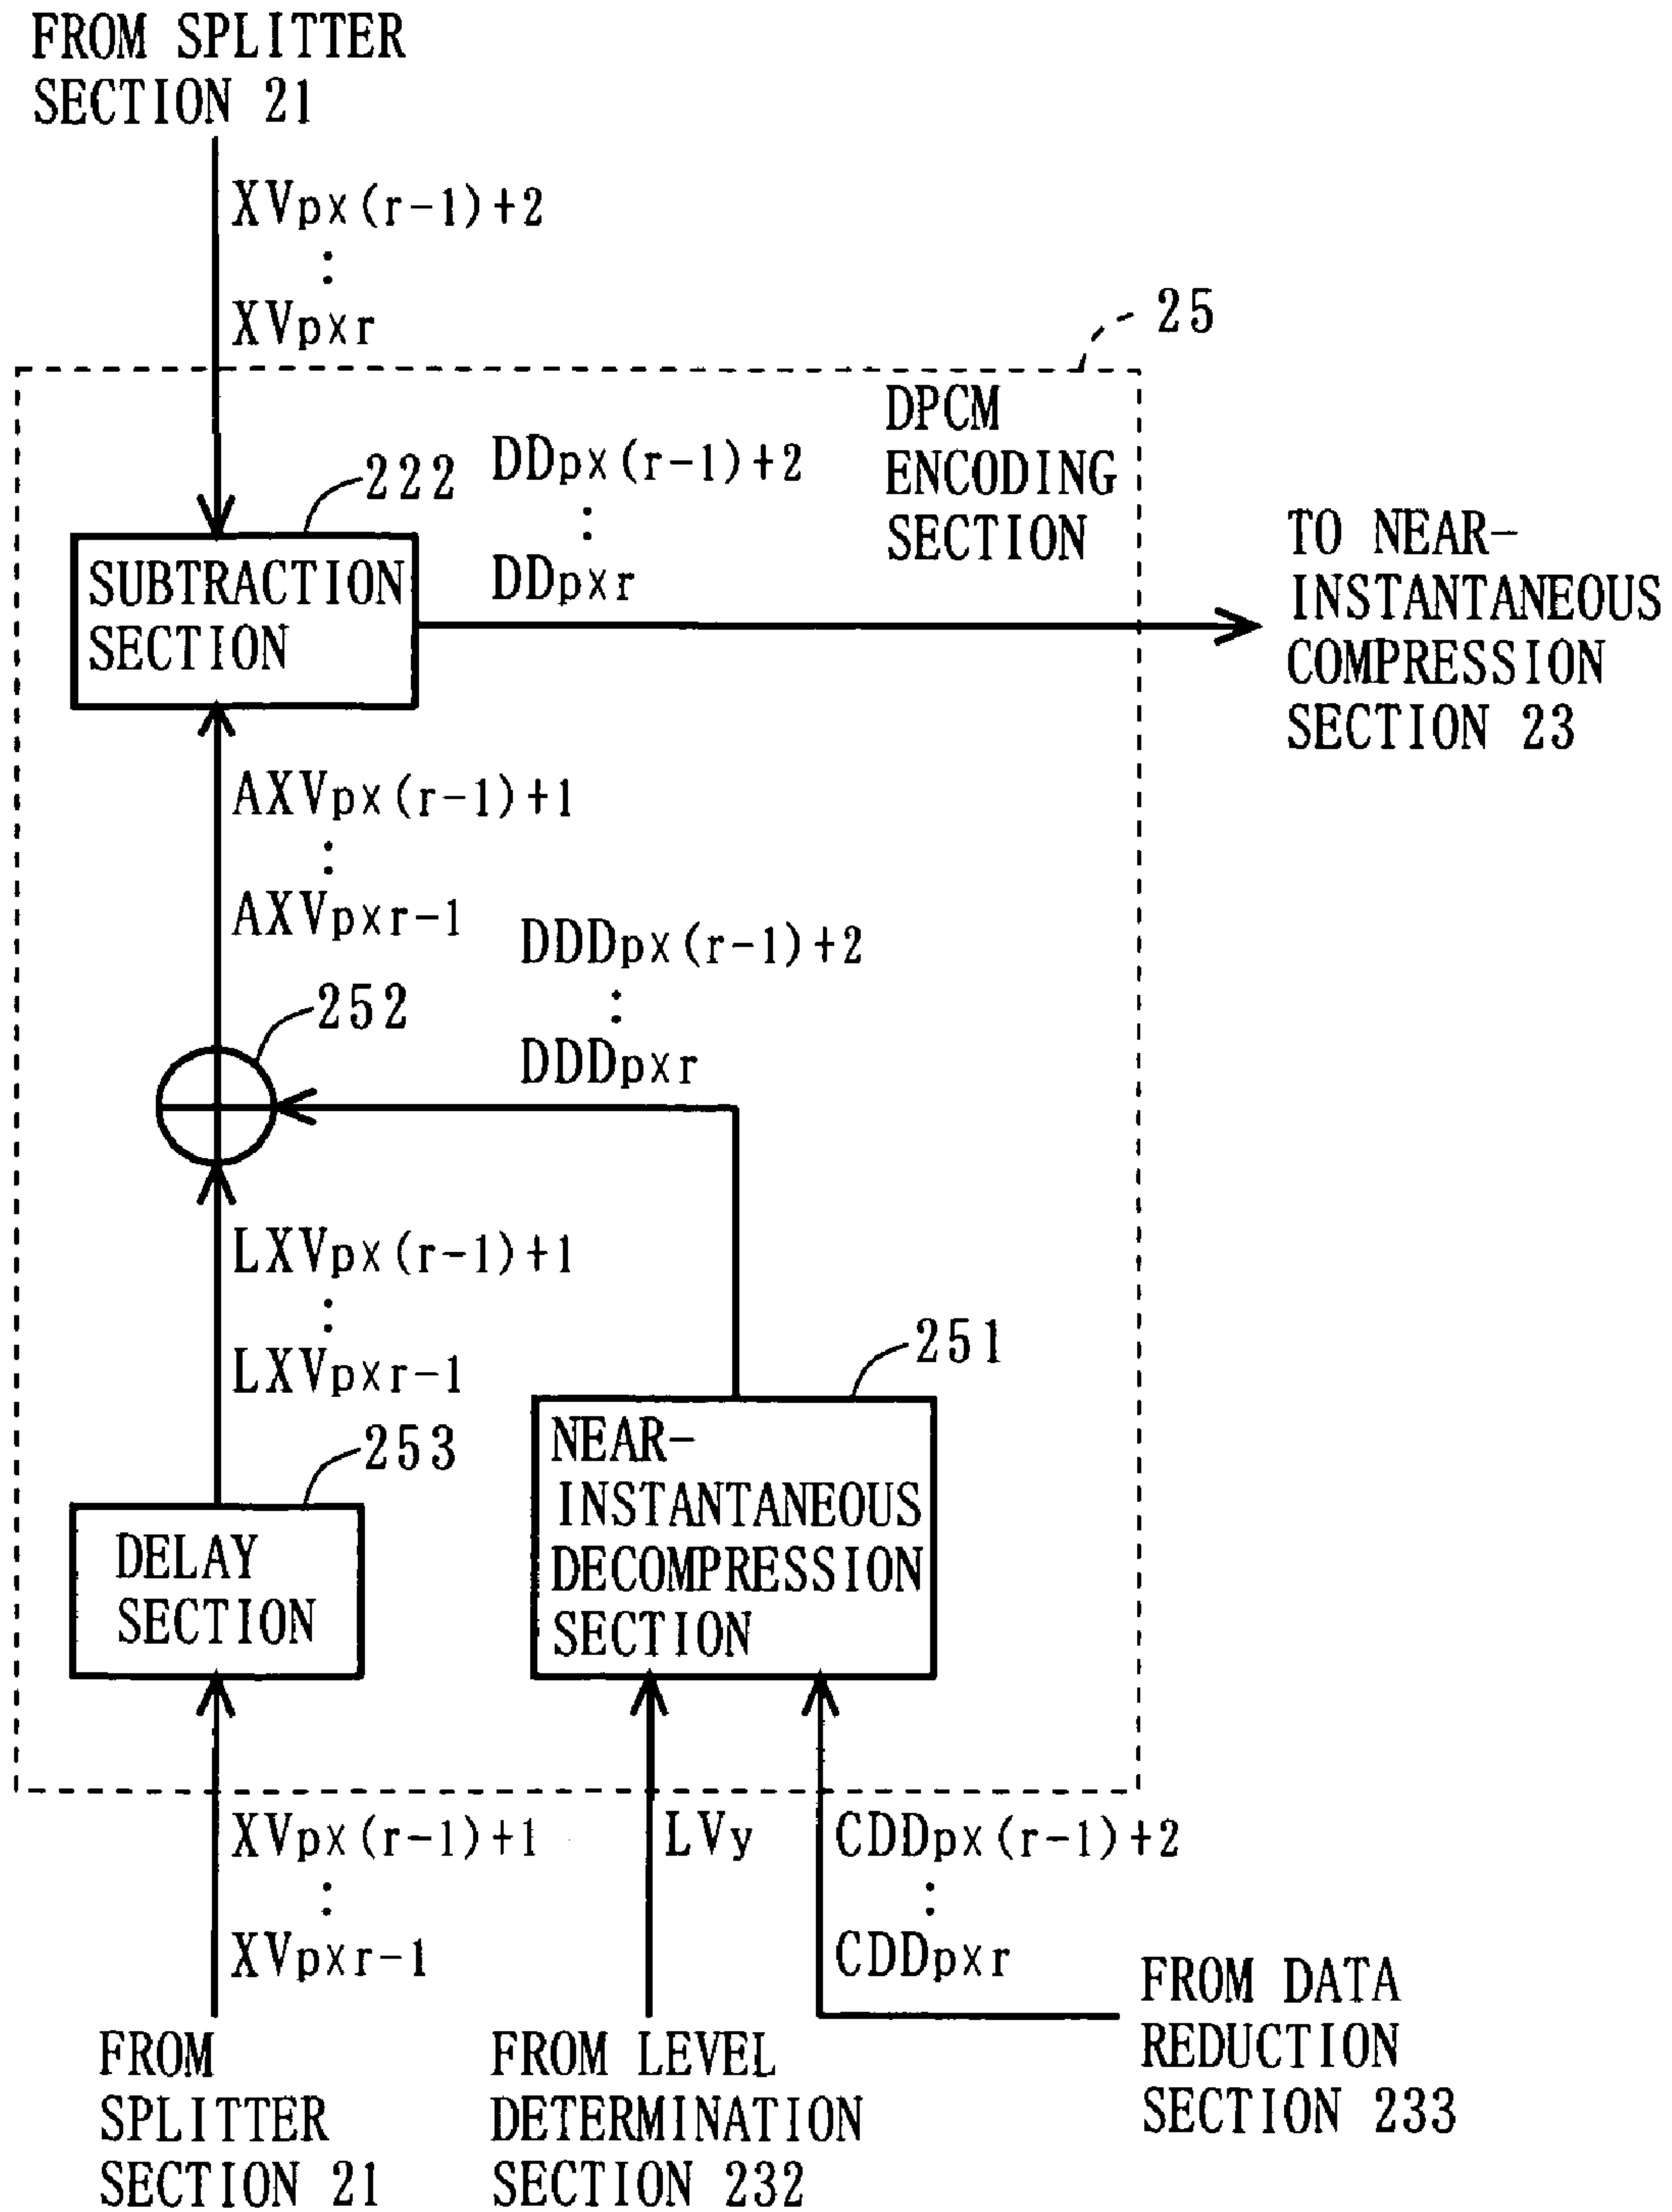 FROM SPLITTER
SECTION 21
XVp×(r-1)+2
:
XVp×r
25
DPCM
ENCODING
SECTION
222
DDp×(r-1)+2
:
DDp×r
SUBTRACTION
SECTION
TO NEAR-
INSTANTANEOUS
COMPRESSION
SECTION 23
AXVp×(r-1)+1
:
AXVp×r-1
DDDp×(r-1)+2
:
DDDp×r
252
LXVp×(r-1)+1
:
LXVp×r-1
251
253
NEAR-
INSTANTANEOUS
DECOMPRESSION
SECTION
DELAY
SECTION
XVp×(r-1)+1
:
XVp×r-1
LVy
CDDp×(r-1)+2
:
CDDp×r
FROM
SPLITTER
SECTION 21
FROM LEVEL
DETERMINATION
SECTION 232
FROM DATA
REDUCTION
SECTION 233